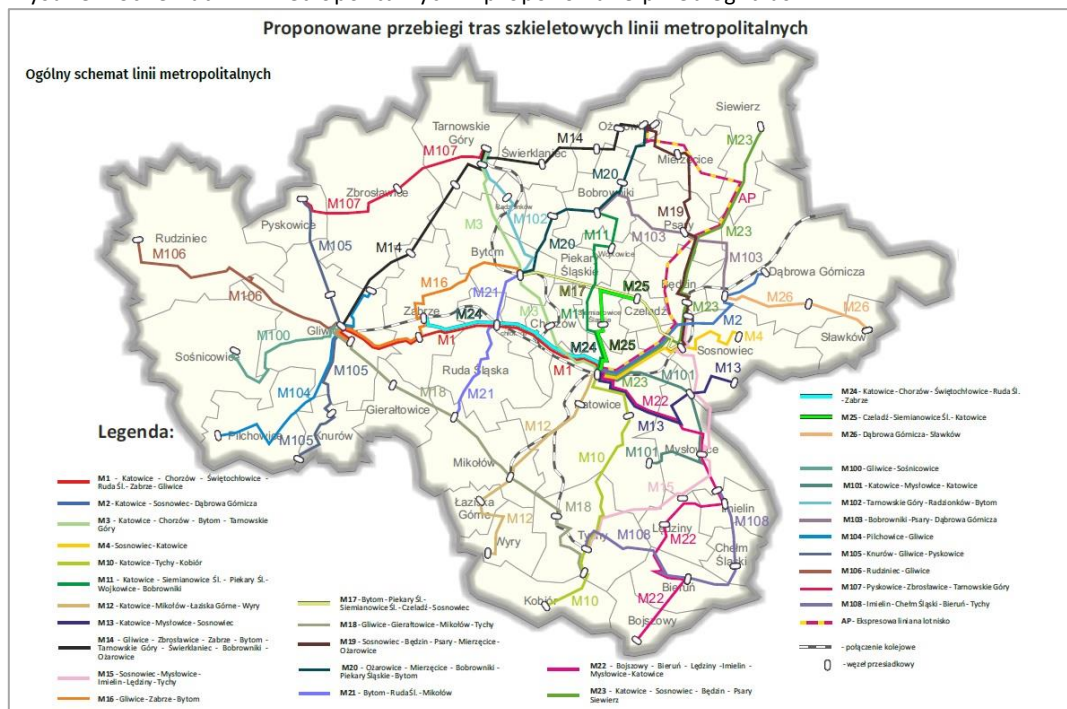 Proponowane przebiegi tras szkieletowych linii metropolitalnych
Ogólny schemat linii metropolitalnych
Siewierz
M23
Tarnowskie
Góry
M14
M107
Świerklaniec
Mierzęcice
M20
Bobrowniki
AP
Zbrosławice
M107
M102
M19
Psary
M23
Pyskowice
M3
M11
M103
M103
Rudziniec
M106
M105
M14
M20
Piekary
Śląskie
Wojkowice
Bytom
Dąbrowa Górnicza
M16
M21
M17
M25
M23
M26
M26
M106
Zabrze
M24
M3
M11
Czeladź
M2
Sławków
M100
M1
M24
M25
M4
Sosnowiec
Sośnicowice
M105
Ruda Śląska
M1
M23
M101
M13
M104
M18
M21
M22
Gierałtowice
M13
M12
Mysłowice
Pilchowice
M105
Knurów
M10
M101
Mikołów
M15
Łaziska
Górne
M18
Imielin
M12
Wyry
Tychy
M108
Lędziny
M22
M108
Chełm
Śląski
Bieruń
Kobiór
M10
M22
Bojszowy
Legenda:
M1 - Katowice - Chorzów - Świętochłowice -
Ruda Śl.- Zabrze - Gliwice
M2 - Katowice - Sosnowiec- Dąbrowa Górnicza
M3 - Katowice - Chorzów - Bytom - Tarnowskie
Góry
M4 - Sosnowiec-Katowice
M10 - Katowice - Tychy - Kobiór
M11 - Katowice - Siemianowice Śl. - Piekary Śl.-
Wojkowice - Bobrowniki
M12 - Katowice - Mikołów - Łaziska Górne - Wyry
M13 - Katowice- Mysłowice - Sosnowiec
M14 - Gliwice - Zbrosławice - Zabrze - Bytom -
Tarnowskie Góry - Świerklaniec - Bobrowniki -
Ożarowice
M15 - Sosnowiec-Mysłowice-
Imielin - Lędziny - Tychy
M16 - Gliwice - Zabrze - Bytom
M17 - Bytom - Piekary Śl.-
Siemianowice Śl. - Czeladź - Sosnowiec
M18 - Gliwice - Gierałtowice - Mikołów - Tychy
M19 - Sosnowiec - Będzin - Psary - Mierzęcice -
Ożarowice
M20 - Ożarowice - Mierzęcice - Bobrowniki -
Piekary Śląskie - Bytom
M21 - Bytom - Ruda Śl.- Mikołów
M22 - Bojszowy - Bieruń - Lędziny -Imielin -
Mysłowice-Katowice
M23 - Katowice - Sosnowiec - Będzin - Psary
Siewierz
M24 - Katowice - Chorzów - Świętochłowice - Ruda Śl.
-Zabrze
M25 - Czeladź - Siemianowice Śl. - Katowice
M26 - Dąbrowa Górnicza - Sławków
M100 - Gliwice - Sośnicowice
M101 - Katowice - Mysłowice - Katowice
M102 - Tarnowskie Góry - Radzionków - Bytom
M103 - Bobrowniki - Psary - Dąbrowa Górnicza
M104 - Pilchowice - Gliwice
M105 - Knurów - Gliwice - Pyskowice
M106 - Rudziniec - Gliwice
M107 - Pyskowice - Zbrosławice - Tarnowskie Góry
M108 - Imielin - Chełm Śląski - Bieruń - Tychy
AP - Ekspresowa linia na lotnisko
- połączenie kolejowe
- węzeł przesiadkowy